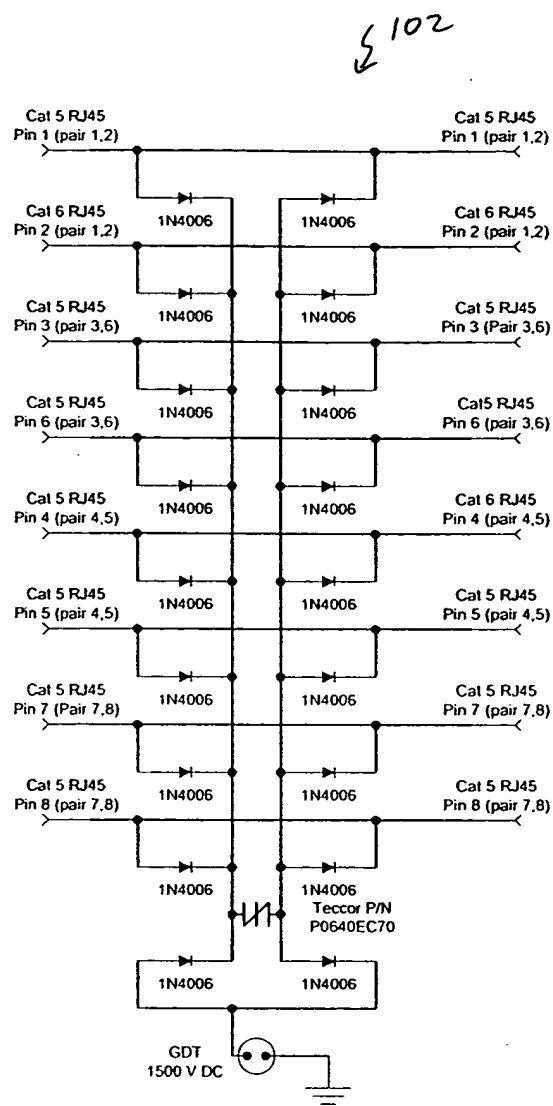 102
Cat 5 RJ45
Pin 1 (pair 1,2)
Cat 5 RJ45
Pin 1 (pair 1,2)
1N4006
1N4006
Cat 5 RJ45
Pin 2 (pair 1,2)
Cat 6 RJ45
Pin 2 (pair 1,2)
1N4006
1N4006
Cat 5 RJ45
Pin 3 (pair 3,6)
Cat 5 RJ45
Pin 3 (Pair 3,6)
1N4006
1N4006
Cat 5 RJ45
Pin 6 (pair 3,6)
Cat5 RJ45
Pin 6 (pair 3,6)
1N4006
1N4006
Cat 5 RJ45
Pin 4 (pair 4,5)
Cat 6 RJ45
Pin 4 (pair 4,5)
1N4006
1N4006
Cat 5 RJ45
Pin 5 (pair 4,5)
Cat 5 RJ45
Pin 5 (pair 4,5)
1N4006
1N4006
Cat 5 RJ45
Pin 7 (Pair 7,8)
Cat 5 RJ45
Pin 7 (pair 7,8)
1N4006
1N4006
Cat 5 RJ45
Pin 8 (pair 7,8)
Cat 5 RJ45
Pin 8 (pair 7,8)
1N4006
1N4006
Teccor P/N
P0640EC70
1N4006
1N4006
GDT
1500 V DC